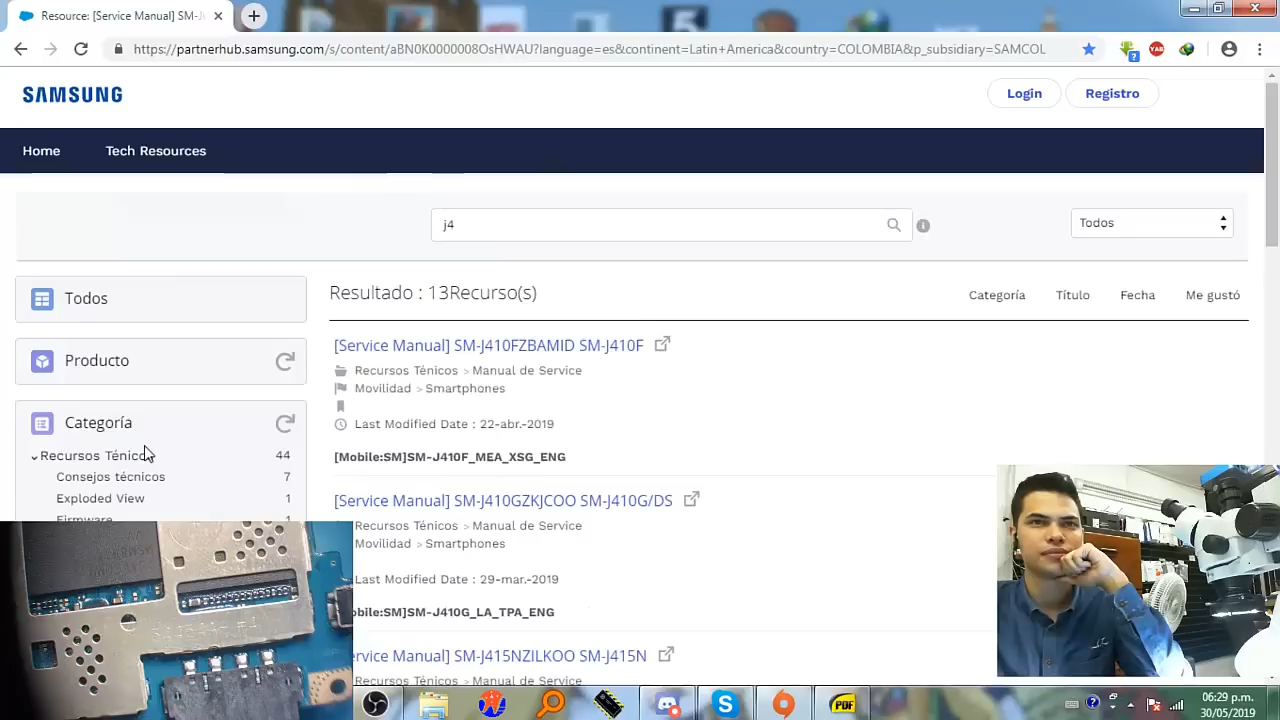 Resource: [Service Manual] SM-J
https://partnerhub.samsung.com/s/content/aBN0K0000008OsHWAU?language=es&continent=Latin+America&country=COLOMBIA&p_subsidiary=SAMCOL
SAMSUNG
Login
Registro
Home
Tech Resources
j4
Todos
Todos
Resultado : 13Recurso(s)
Categoría
Título
Fecha
Me gustó
Producto
[Service Manual] SM-J410FZBAMID SM-J410F
Recursos Ténicos > Manual de Service
Movilidad > Smartphones
Last Modified Date : 22-abr.-2019
[Mobile:SM]SM-J410F_MEA_XSG_ENG
Categoría
Recursos Ténicos 44
Consejos técnicos 7
Exploded View 1
Firmware 1
[Service Manual] SM-J410GZKJCOO SM-J410G/DS
Recursos Ténicos > Manual de Service
Movilidad > Smartphones
Last Modified Date : 29-mar.-2019
Mobile:SM]SM-J410G_LA_TPA_ENG
ervice Manual] SM-J415NZILKOO SM-J415N
Recursos Ténicos > Manual de Service
PDF
06:29 p.m.
30/05/2019